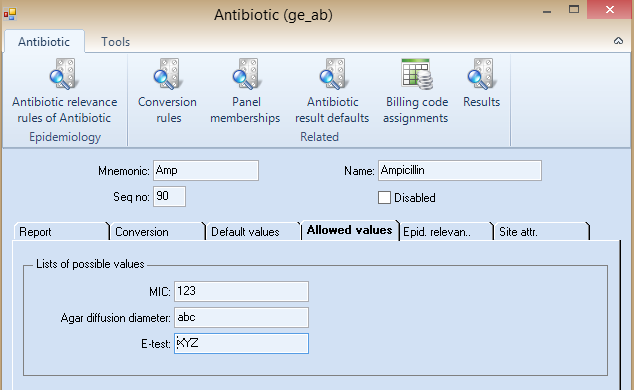 Antibiotic (ge_ab)
Antibiotic Tools
Antibiotic relevance rules of Antibiotic
Conversion rules
Panel memberships
Antibiotic result defaults
Billing code assignments
Results
Epidemiology Related
Mnemonic: Amp Name: Ampicillin
Seq no: 90 Disabled
Report Conversion Default values Allowed values Epid. relevan.. Site attr.
Lists of possible values
MIC: 123
Agar diffusion diameter: abc
E-test: XYZ